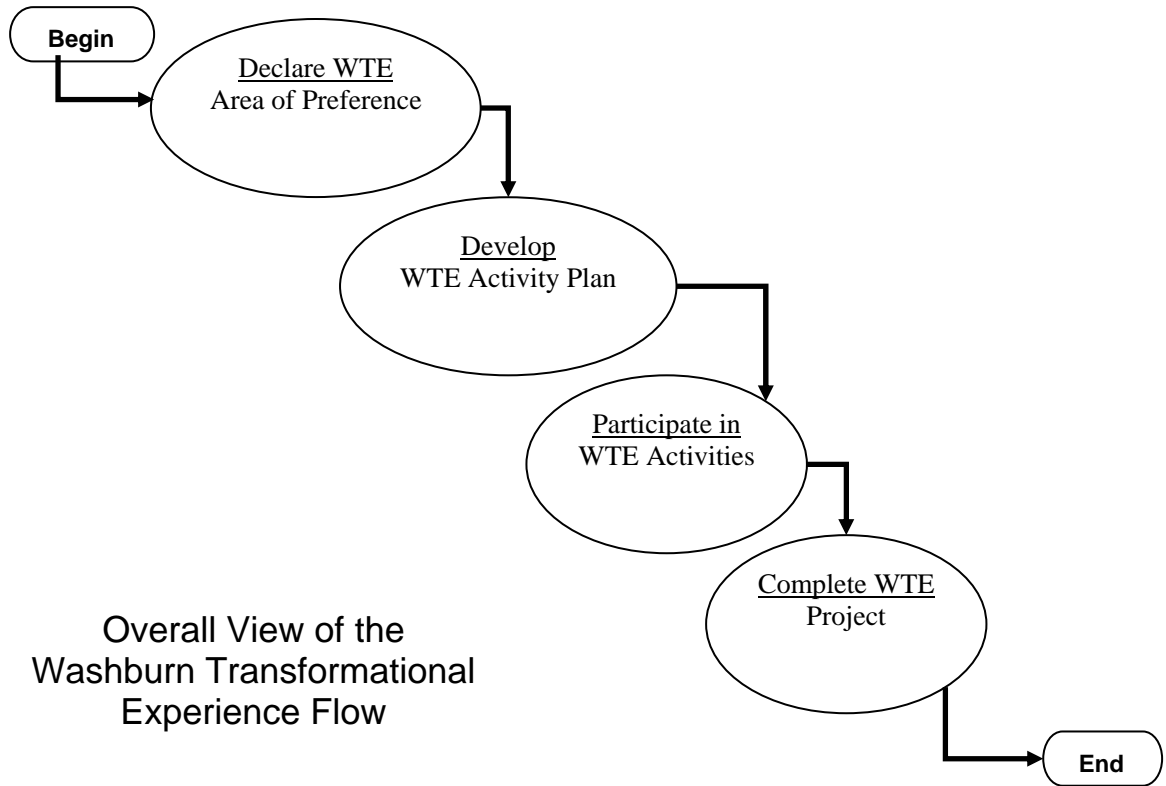 Begin
Declare WTE
Area of Preference
Develop
WTE Activity Plan
Participate in
WTE Activities
Complete WTE
Project
Overall View of the
Washburn Transformational
Experience Flow
End